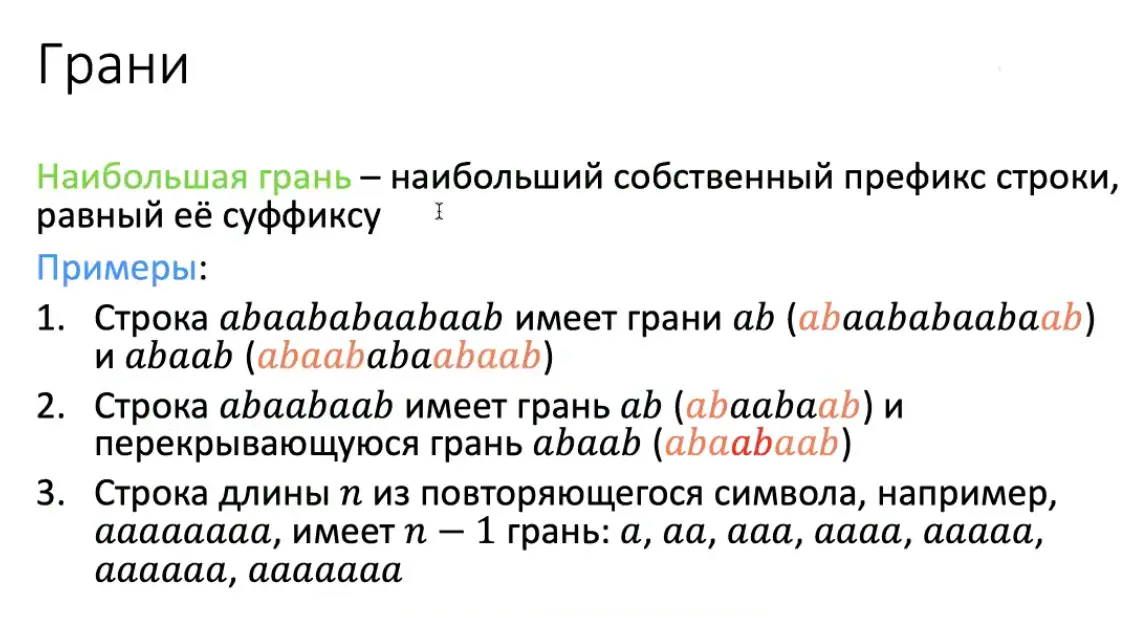 Грани
Наибольшая грань – наибольший собственный префикс строки,
равный её суффиксу
Примеры:
1. Строка abaababaabaab имеет грани ab (abaababaabaab)
и abaab (abaababaabaab)
2. Строка abaabaab имеет грань ab (abaabaab) и
перекрывающуюся грань abaab (abaabaab)
3. Строка длины n из повторяющегося символа, например,
aaaaaaaa, имеет n − 1 грань: a, aa, aaa, aaaa, aaaaa,
aaaaaa, aaaaaaa